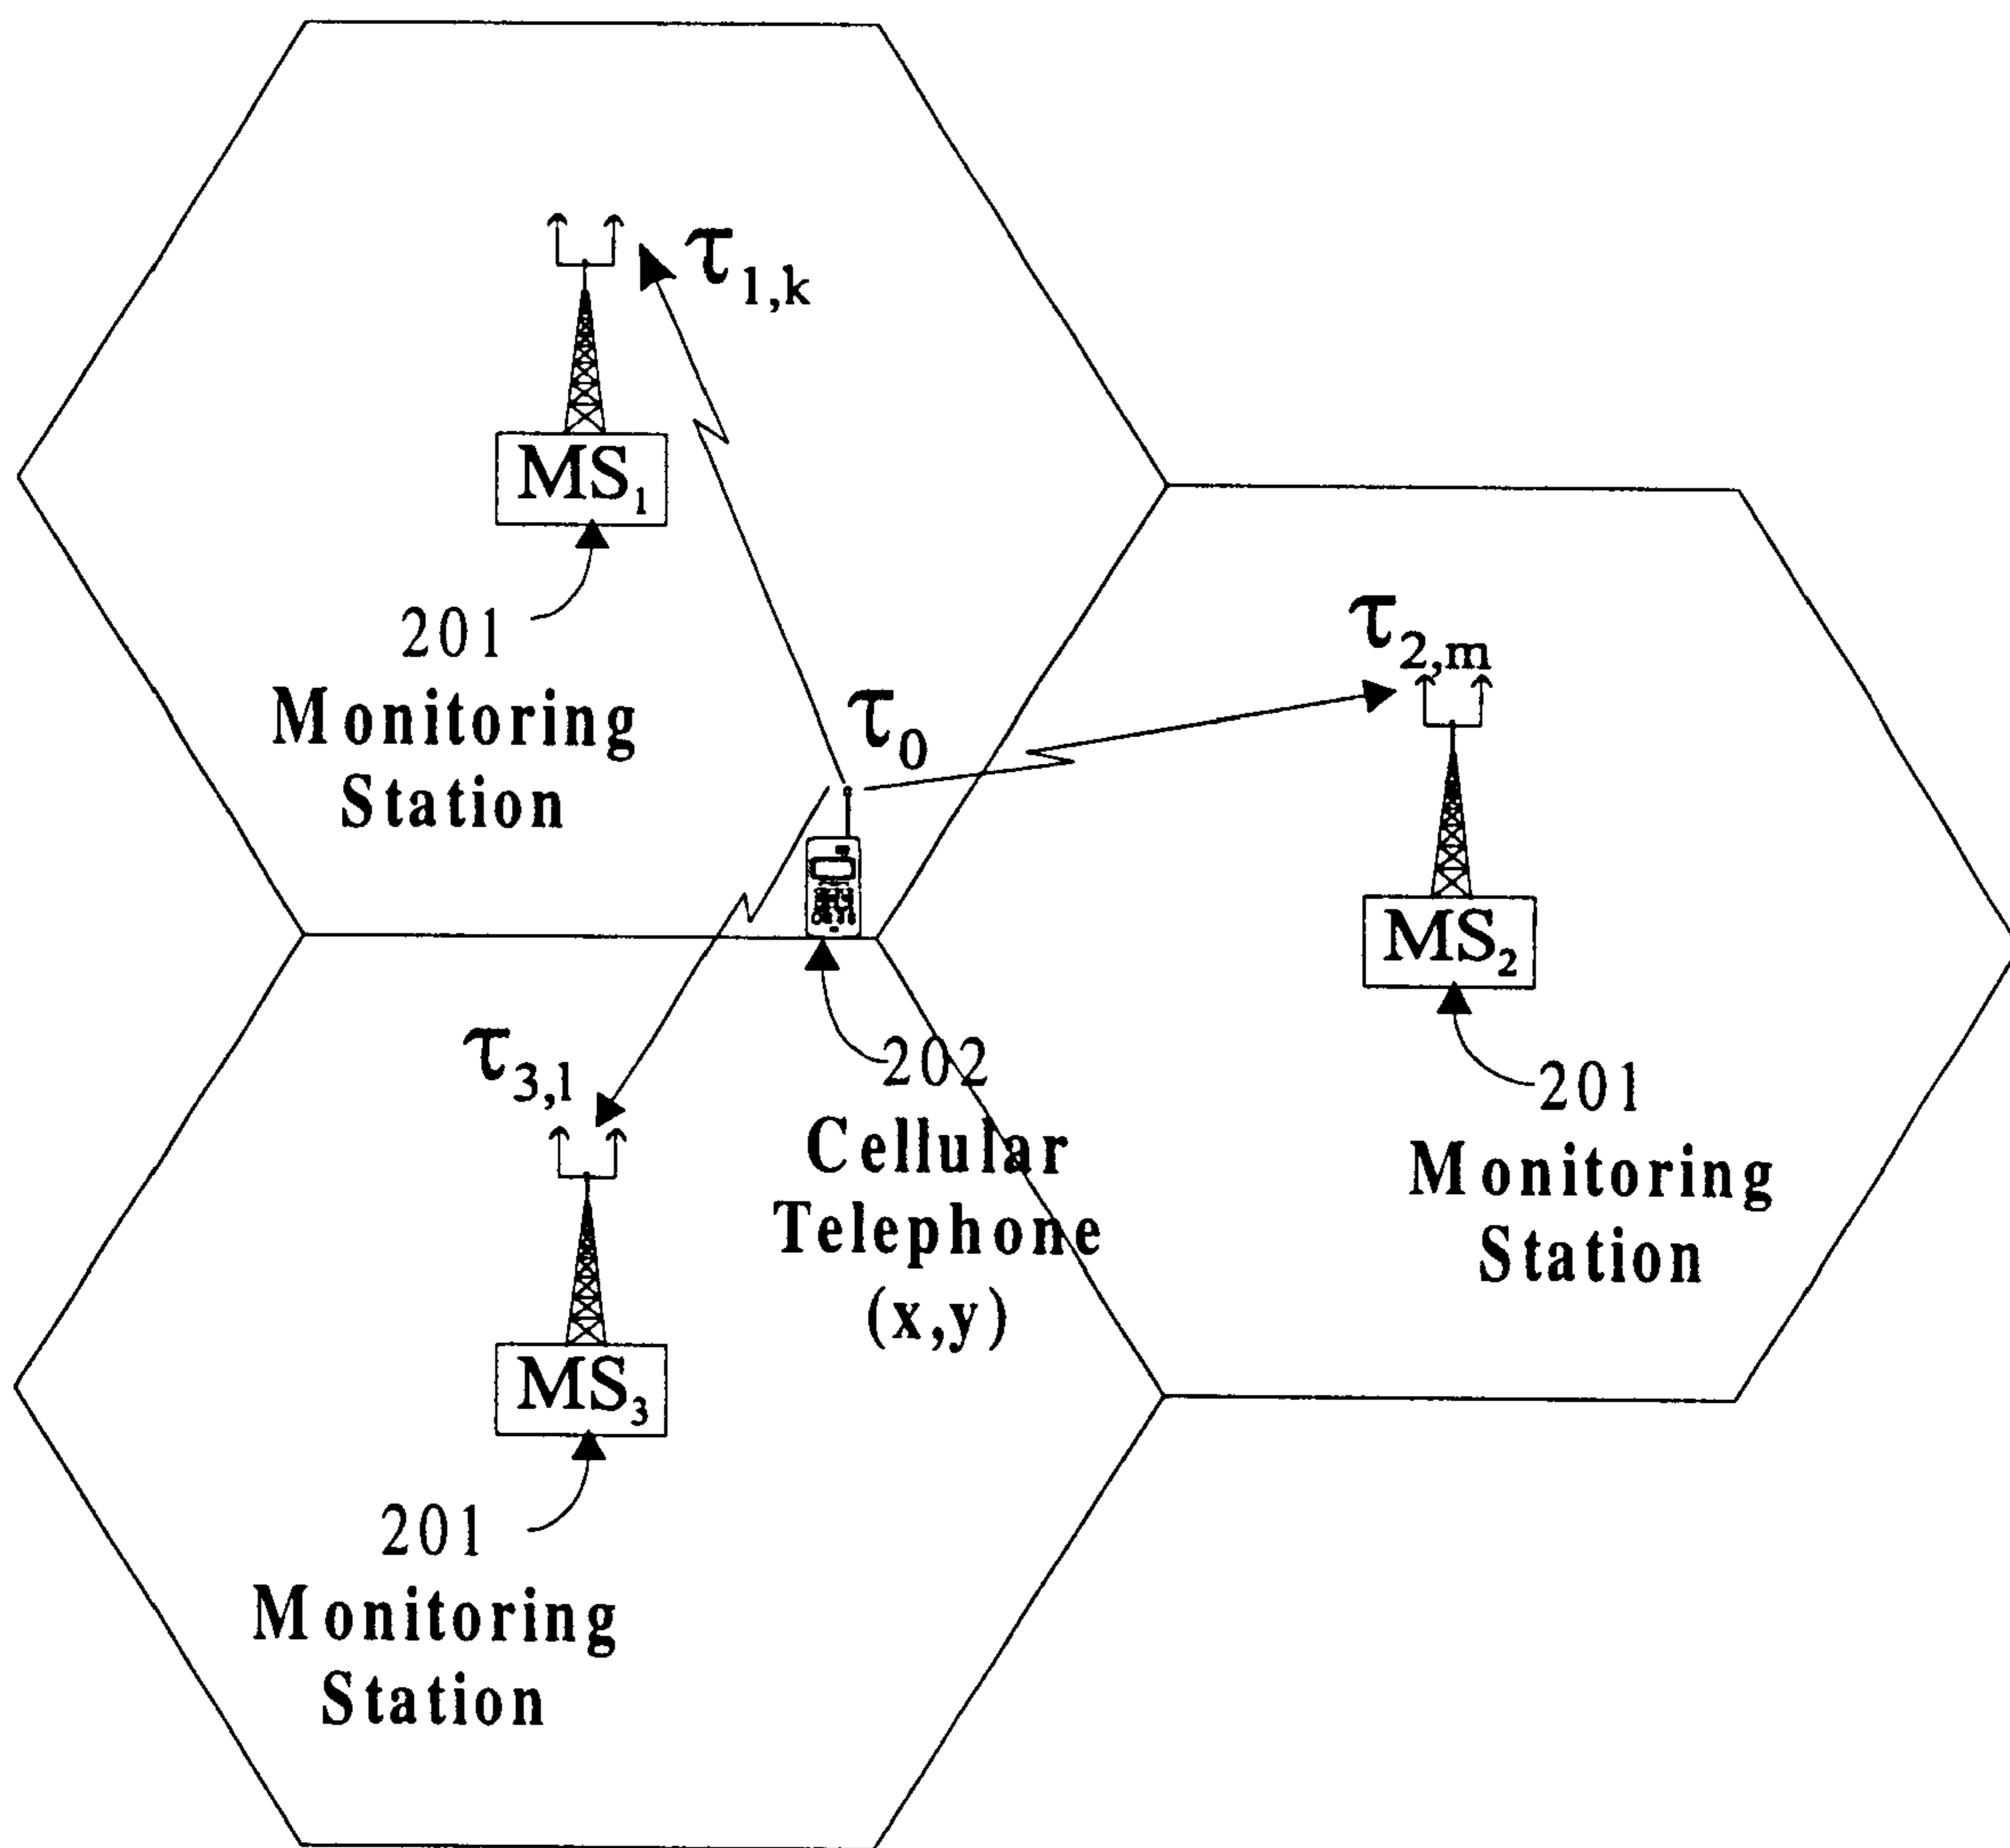 τ1,k
MS1
201
Monitoring
Station
τ2,m
τ0
MS2
201
Monitoring
Station
202
Cellular
Telephone
(x,y)
τ3,1
MS3
201
Monitoring
Station